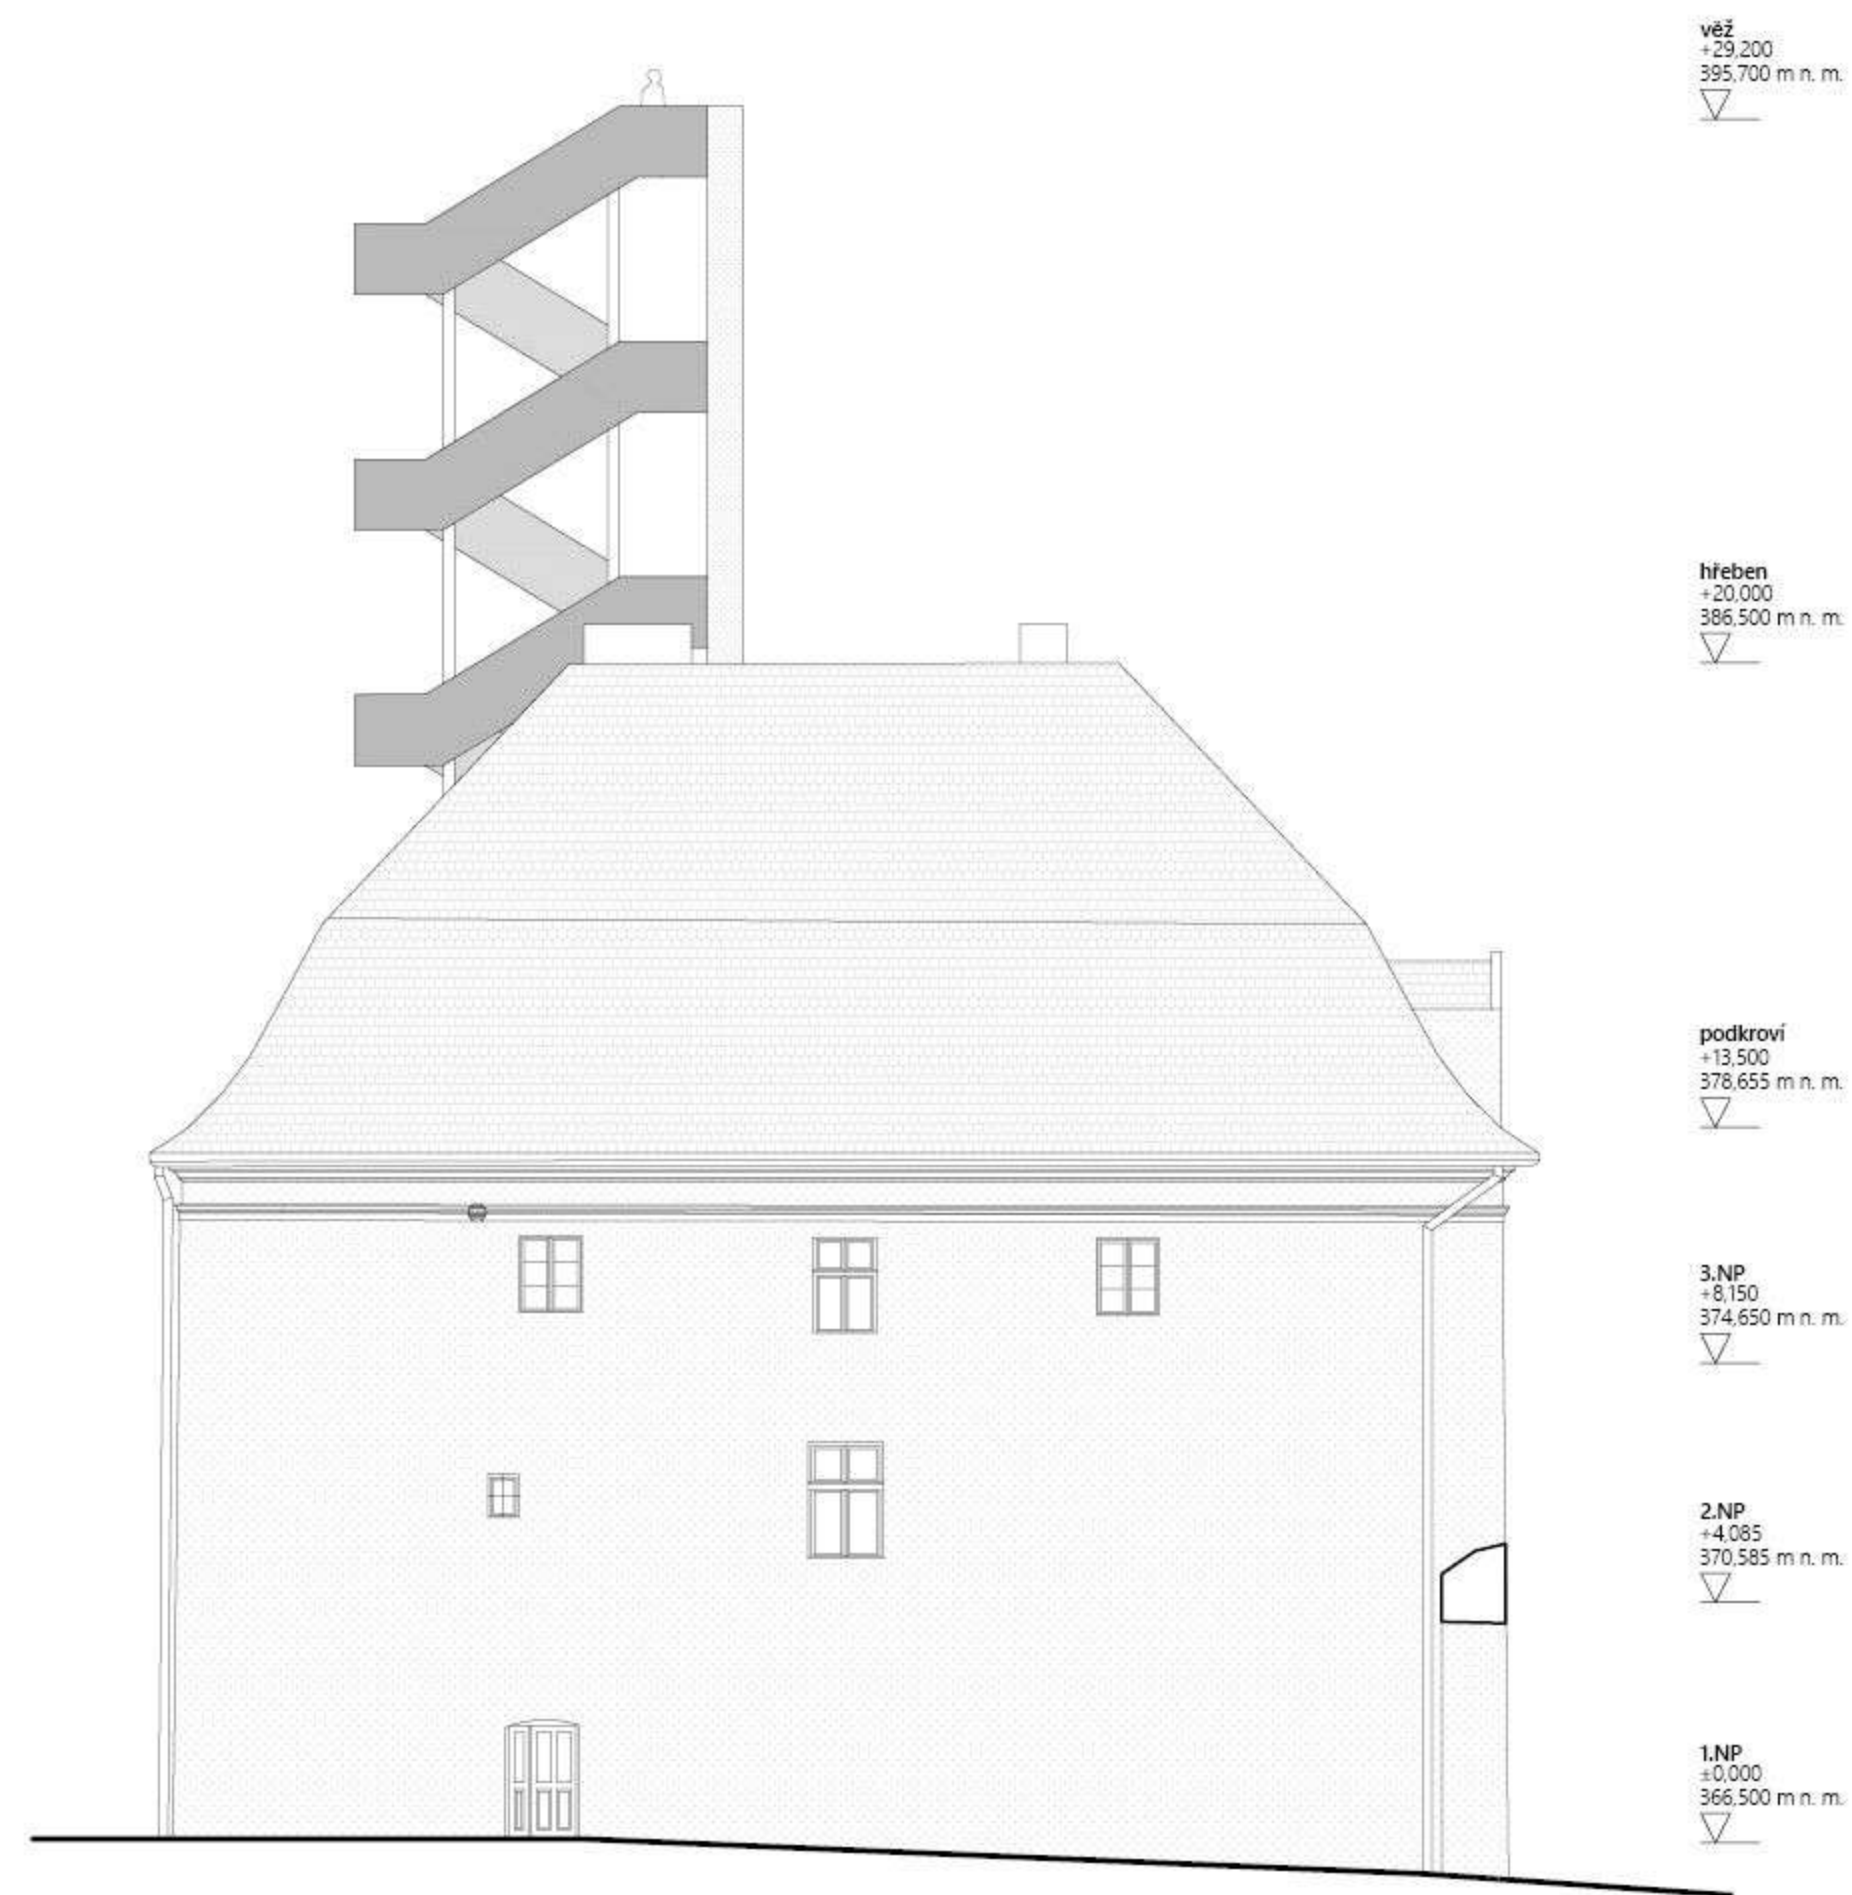 věž
+29,200
395,700 m n. m.
hřeben
+20,000
386,500 m n. m.
podkroví
+13,500
378,655 m n. m.
3.NP
+8,150
374,650 m n. m.
2.NP
+4,085
370,585 m n. m.
1.NP
±0,000
366,500 m n. m.